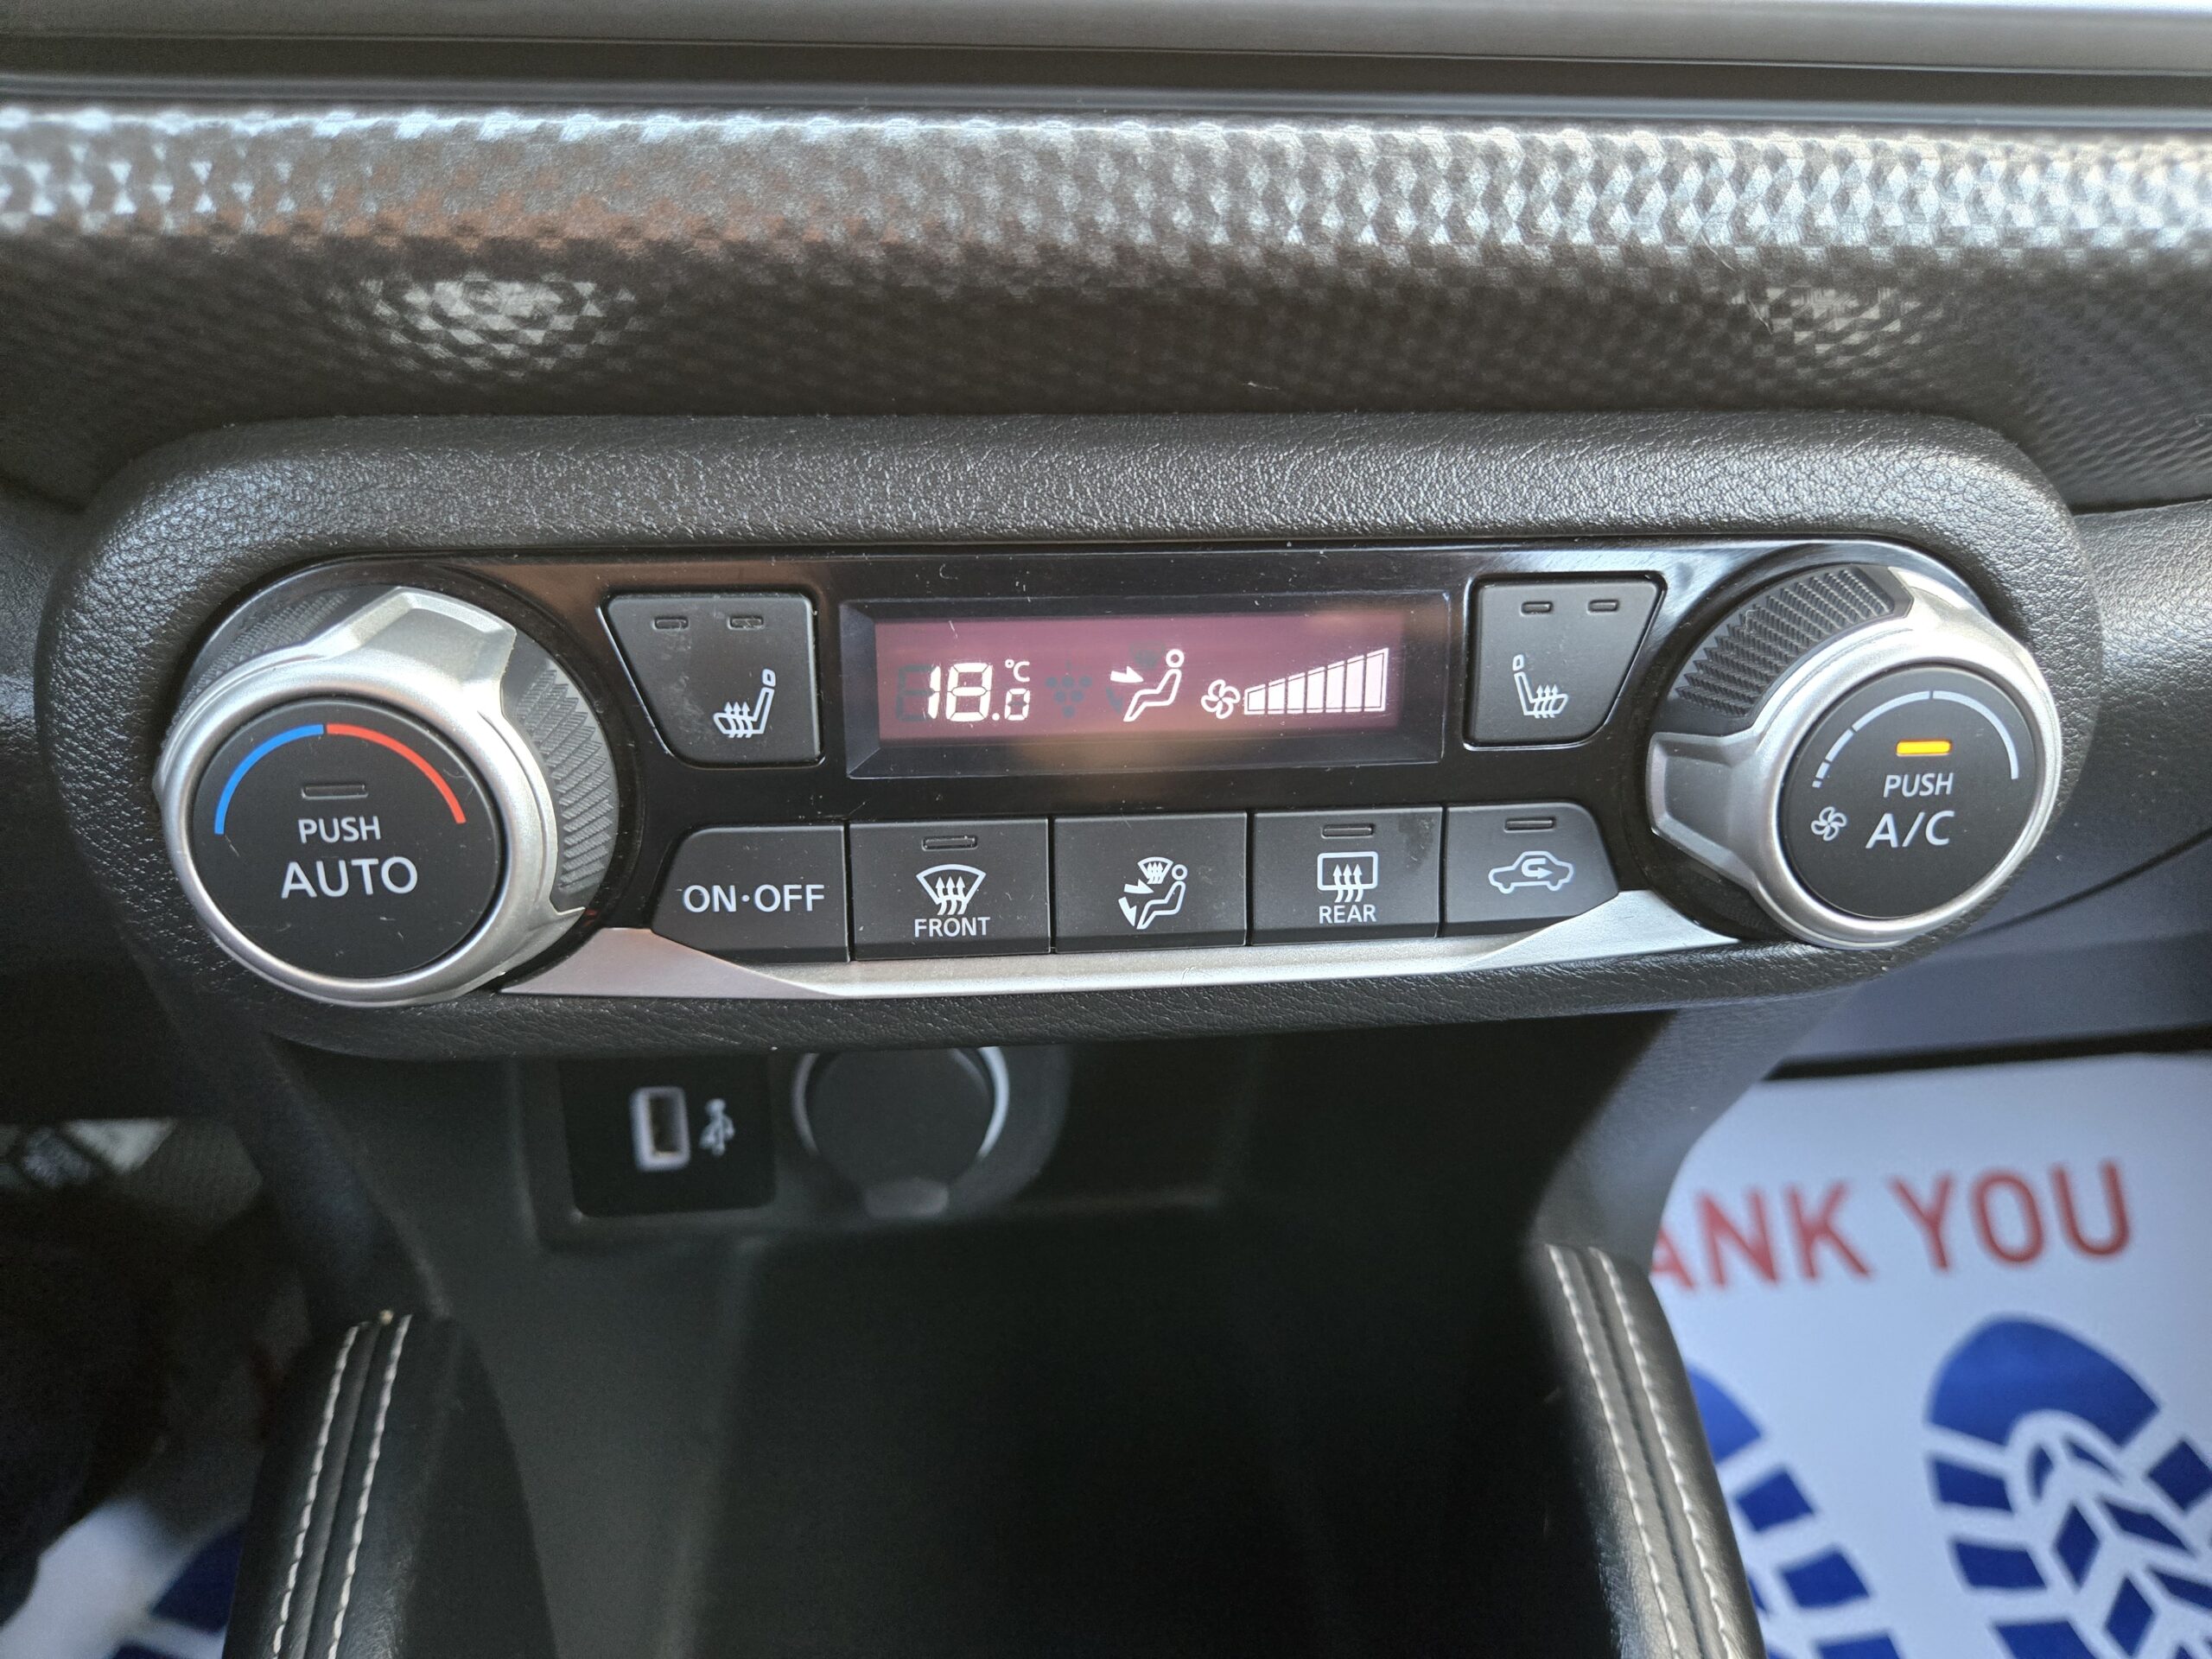 18.0 °C
PUSH
AUTO
PUSH
A/C
ON·OFF
FRONT
REAR
ANK YOU